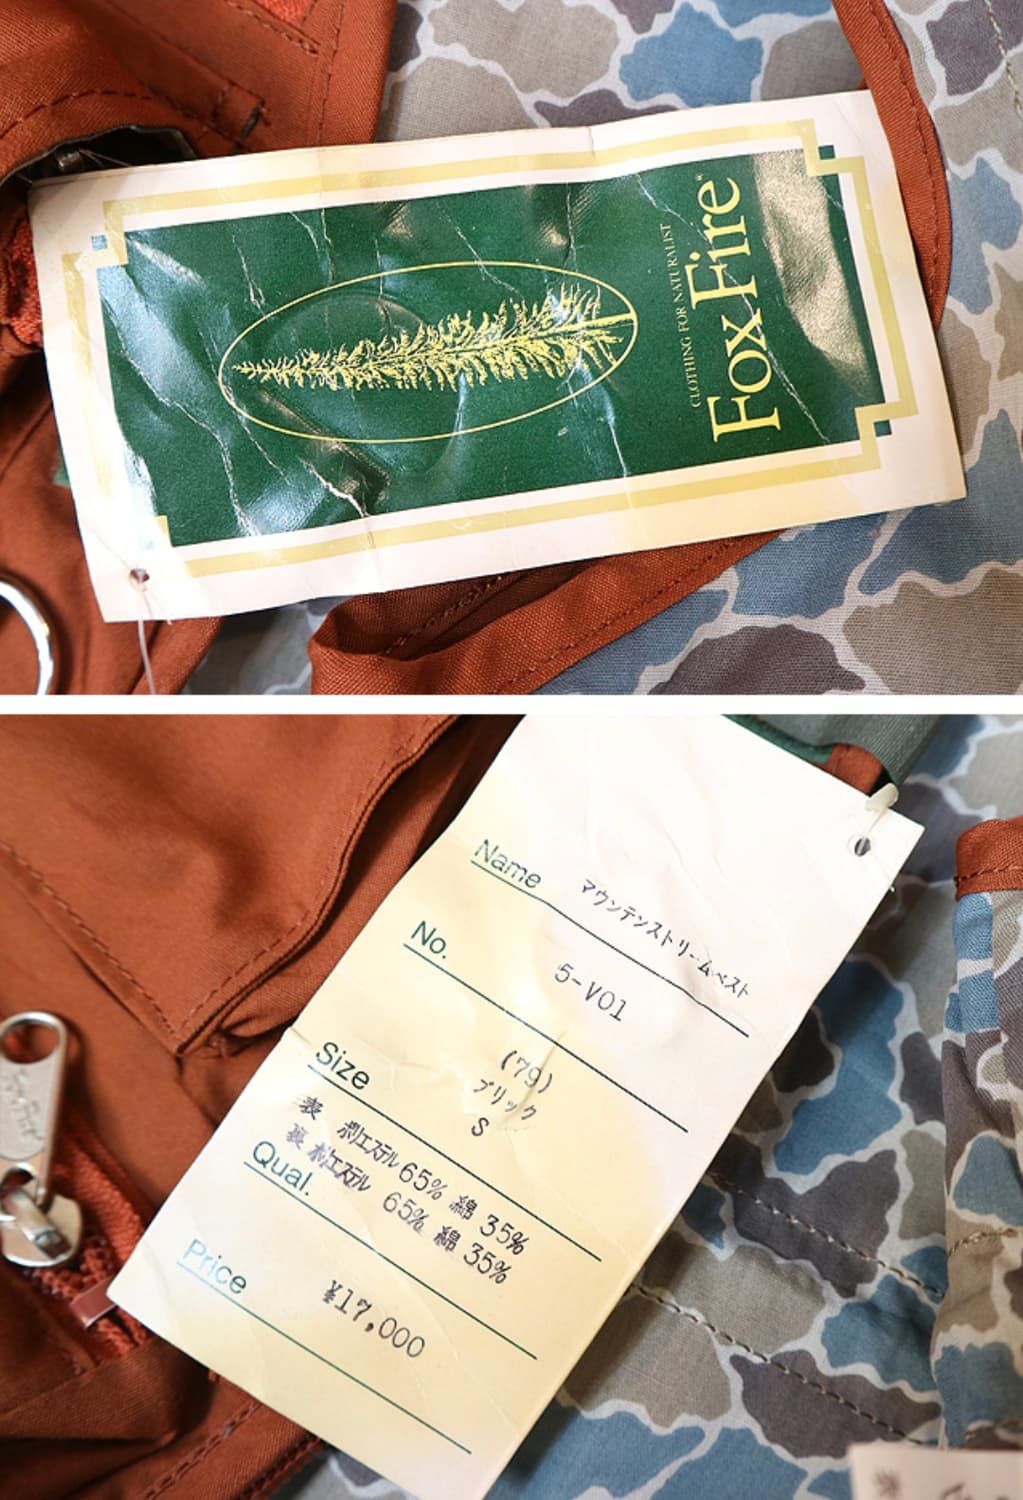 CLOTHING FOR NATURALIST
FoxFire
Name マウンテンストリームベスト
No. 5-V01
(79)
ブリック
Size S
表 ポリエステル 65% 綿 35%
裏 ポリエステル 65% 綿 35%
Qual.
Price ¥17,000